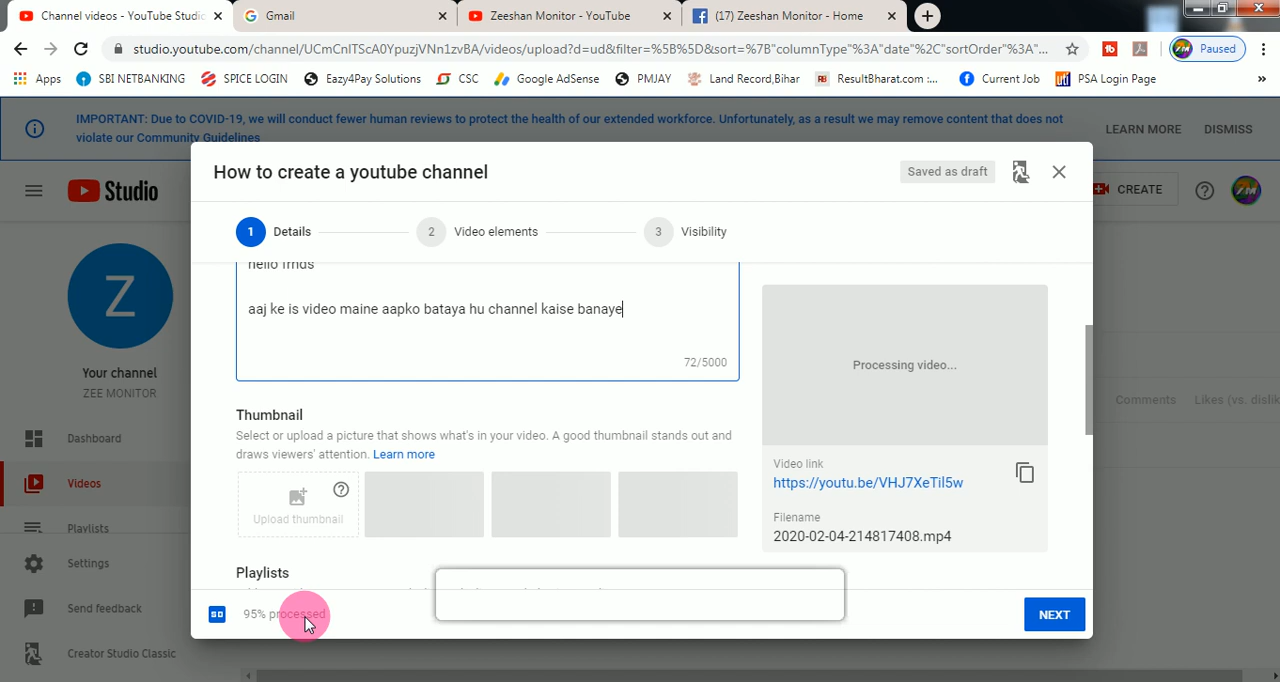 Channel videos - YouTube Studio
Gmail
Zeeshan Monitor - YouTube
(17) Zeeshan Monitor - Home
studio.youtube.com/channel/UCmCnITScA0YpuzjVNn1zvBA/videos/upload?d=ud&filter=%5B%5D&sort=%7B"columnType"%3A"date"%2C"sortOrder"%3A"...
Paused
Apps
SBI NETBANKING
SPICE LOGIN
Eazy4Pay Solutions
CSC
Google AdSense
PMJAY
Land Record,Bihar
ResultBharat.com :...
Current Job
PSA Login Page
IMPORTANT: Due to COVID-19, we will conduct fewer human reviews to protect the health of our extended workforce. Unfortunately, as a result we may remove content that does not
violate our Community Guidelines
LEARN MORE
DISMISS
Studio
CREATE
How to create a youtube channel
Saved as draft
1 Details
2 Video elements
3 Visibility
Z
Your channel
ZEE MONITOR
Dashboard
Videos
Playlists
Settings
Send feedback
Creator Studio Classic
hello frnds
aaj ke is video maine aapko bataya hu channel kaise banaye
72/5000
Thumbnail
Select or upload a picture that shows what's in your video. A good thumbnail stands out and
draws viewers' attention. Learn more
Upload thumbnail
Playlists
Processing video...
Video link
https://youtu.be/VHJ7XeTil5w
Filename
2020-02-04-214817408.mp4
Comments
Likes (vs. dislik
SD
95% processed
NEXT